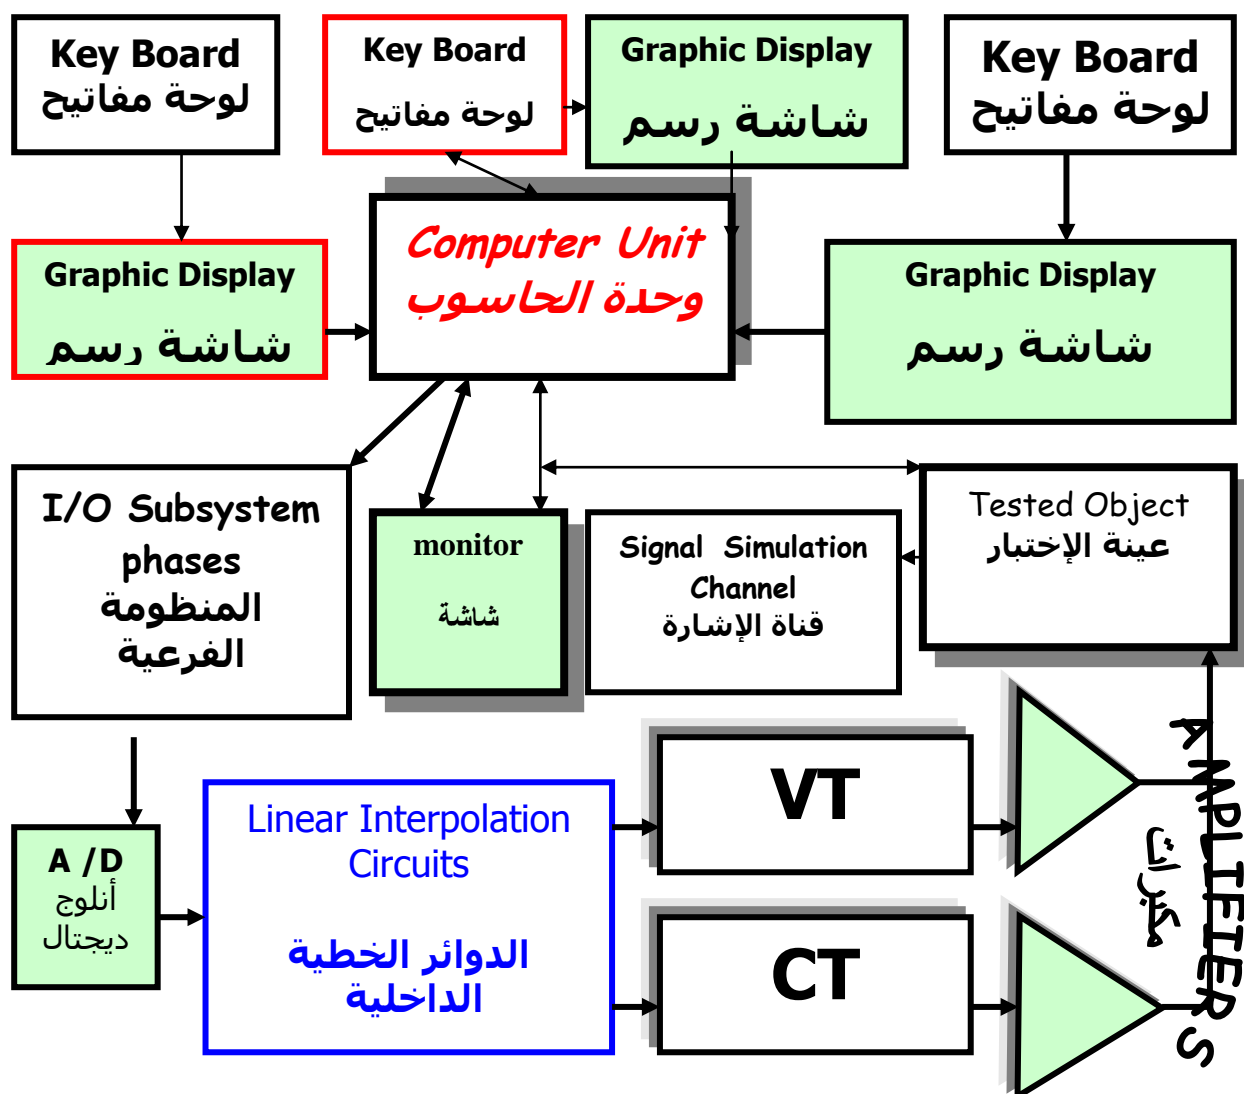 Key Board
لوحة مفاتيح
Key Board
لوحة مفاتيح
Graphic Display
شاشة رسم
Key Board
لوحة مفاتيح
Graphic Display
شاشة رسم
Computer Unit
وحدة الحاسوب
Graphic Display
شاشة رسم
I/O Subsystem
phases
المنظومة
الفرعية
monitor
شاشة
Signal Simulation
Channel
قناة الإشارة
Tested Object
عينة الإختبار
A /D
أنلوج
ديجتال
Linear Interpolation
Circuits
الدوائر الخطية
الداخلية
VT
CT
AMPLIFIERS
مكبرات